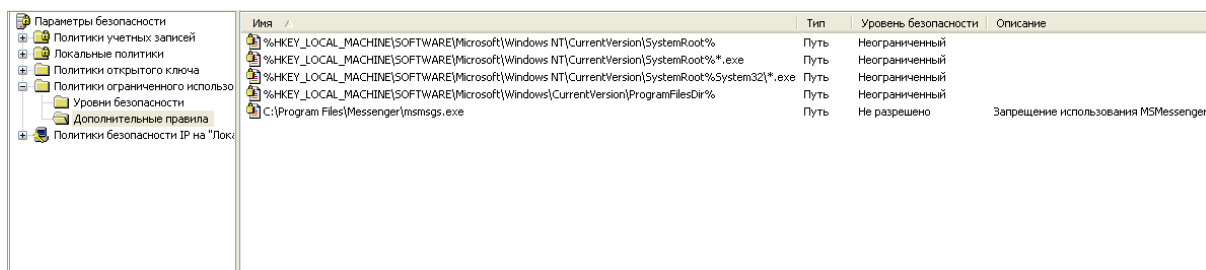 Параметры безопасности
Политики учетных записей
Локальные политики
Политики открытого ключа
Политики ограниченного использо
Уровни безопасности
Дополнительные правила
Политики безопасности IP на "Лока
Имя Тип Уровень безопасности Описание
%HKEY_LOCAL_MACHINE\SOFTWARE\Microsoft\Windows NT\CurrentVersion\SystemRoot% Путь Неограниченный
%HKEY_LOCAL_MACHINE\SOFTWARE\Microsoft\Windows NT\CurrentVersion\SystemRoot%*.exe Путь Неограниченный
%HKEY_LOCAL_MACHINE\SOFTWARE\Microsoft\Windows NT\CurrentVersion\SystemRoot%System32\*.exe Путь Неограниченный
%HKEY_LOCAL_MACHINE\SOFTWARE\Microsoft\Windows\CurrentVersion\ProgramFilesDir% Путь Неограниченный
C:\Program Files\Messenger\msmsgs.exe Путь Не разрешено Запрещение использования MSMessenger